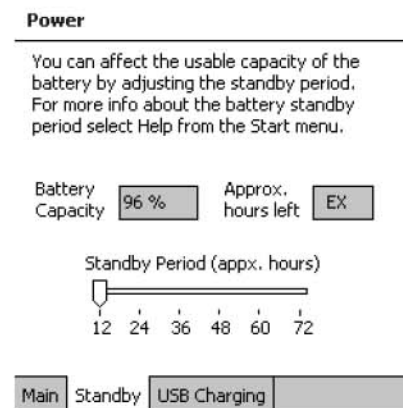 Power
You can affect the usable capacity of the
battery by adjusting the standby period.
For more info about the battery standby
period select Help from the Start menu.
Battery Capacity 96 %
Approx. hours left EX
Standby Period (appx. hours)
12 24 36 48 60 72
Main Standby USB Charging